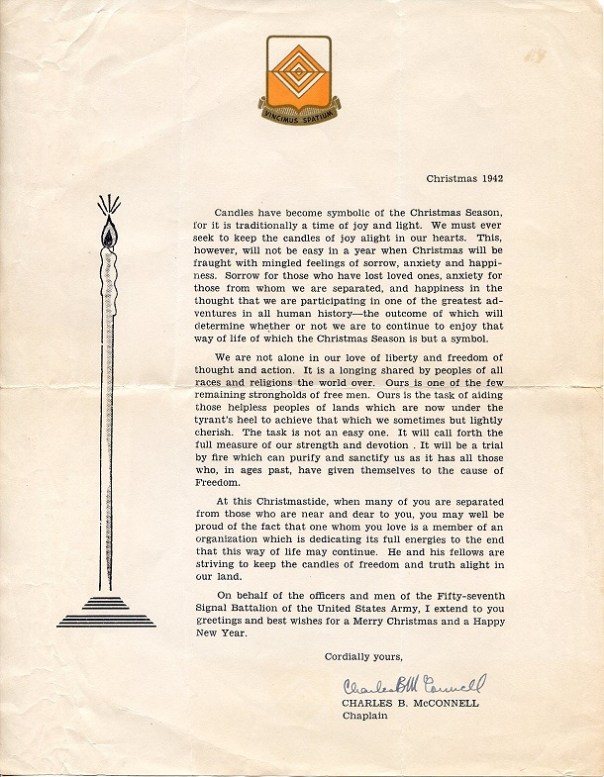 VINCIMUS SPATIUM
Christmas 1942
Candles have become symbolic of the Christmas Season,
for it is traditionally a time of joy and light. We must ever
seek to keep the candles of joy alight in our hearts. This,
however, will not be easy in a year when Christmas will be
fraught with mingled feelings of sorrow, anxiety and happi-
ness. Sorrow for those who have lost loved ones, anxiety for
those from whom we are separated, and happiness in the
thought that we are participating in one of the greatest ad-
ventures in all human history—the outcome of which will
determine whether or not we are to continue to enjoy that
way of life of which the Christmas Season is but a symbol.
We are not alone in our love of liberty and freedom of
thought and action. It is a longing shared by peoples of all
races and religions the world over. Ours is one of the few
remaining strongholds of free men. Ours is the task of aiding
those helpless peoples of lands which are now under the
tyrant's heel to achieve that which we sometimes but lightly
cherish. The task is not an easy one. It will call forth the
full measure of our strength and devotion . It will be a trial
by fire which can purify and sanctify us as it has all those
who, in ages past, have given themselves to the cause of
Freedom.
At this Christmastide, when many of you are separated
from those who are near and dear to you, you may well be
proud of the fact that one whom you love is a member of an
organization which is dedicating its full energies to the end
that this way of life may continue. He and his fellows are
striving to keep the candles of freedom and truth alight in
our land.
On behalf of the officers and men of the Fifty-seventh
Signal Battalion of the United States Army, I extend to you
greetings and best wishes for a Merry Christmas and a Happy
New Year.
Cordially yours,
Charles B McConnell
CHARLES B. McCONNELL
Chaplain